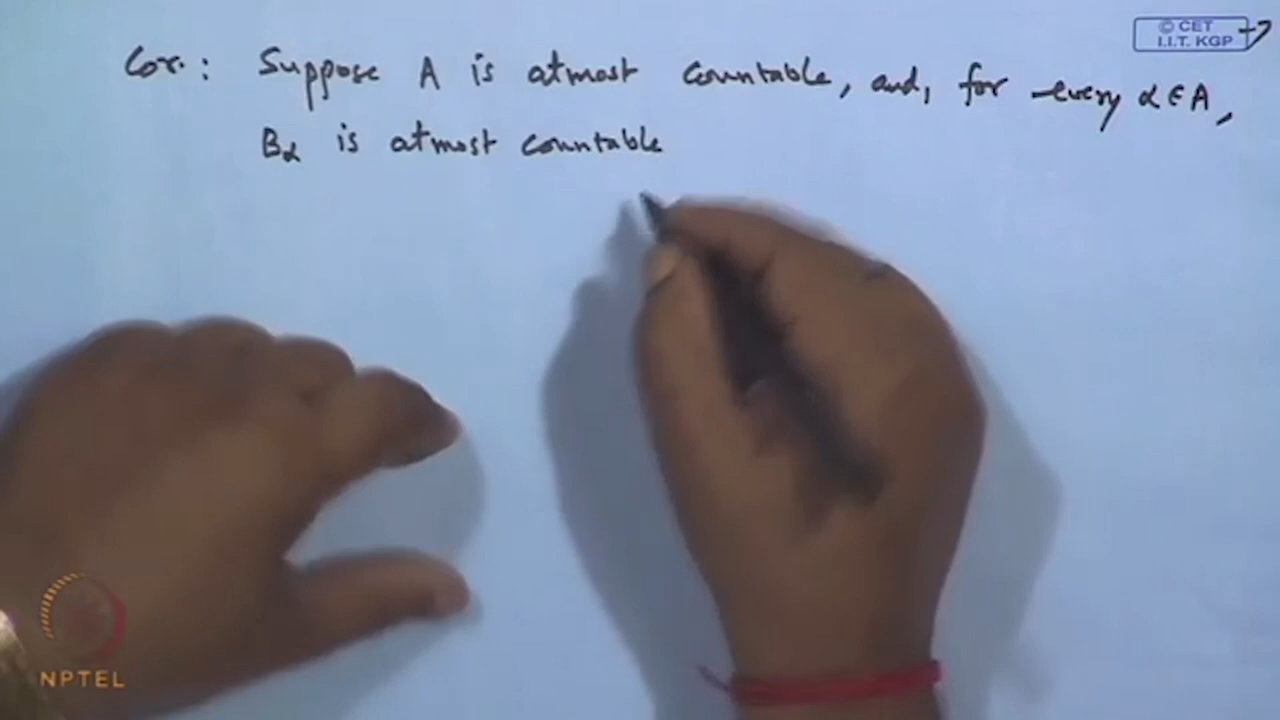 © CET
I.I.T. KGP
Cor. : Suppose A is atmost countable, and, for every α ∈ A,
Bα is atmost countable
NPTEL